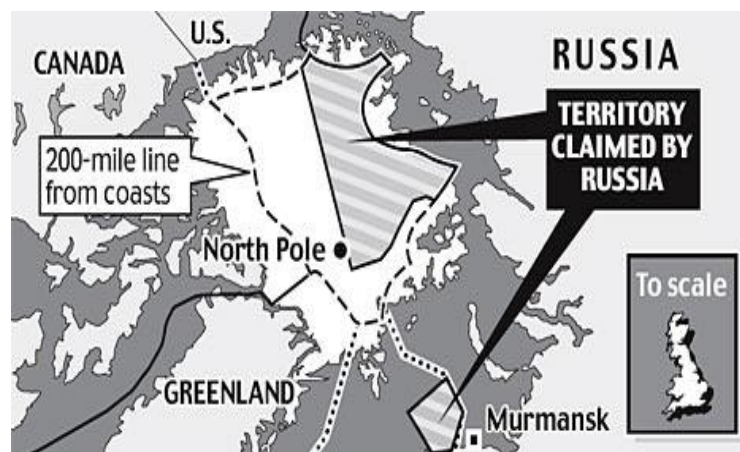 U.S.
CANADA
RUSSIA
TERRITORY
CLAIMED BY
RUSSIA
200-mile line
from coasts
North Pole
To scale
GREENLAND
Murmansk